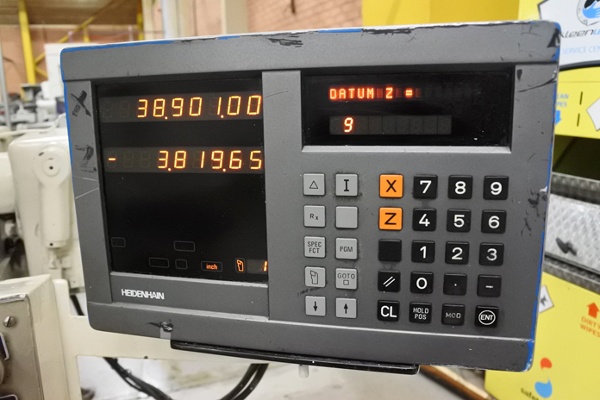 38.901.00
DATUM Z =
9
- 3.819.65
X
Z
inch
HEIDENHAIN
△ I X 7 8 9
Rx Z 4 5 6
SPEC FCT PGM 1 2 3
GOTO 0 . -
CL HOLD POS MOD ENT